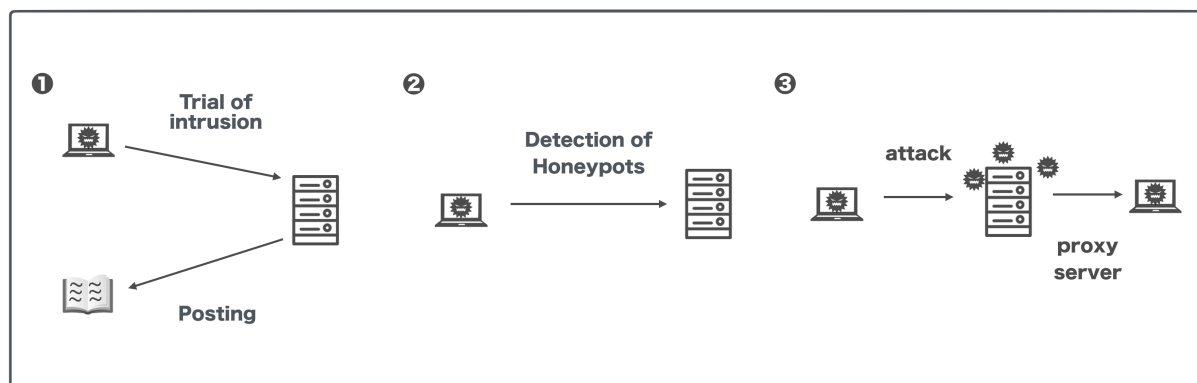 ❶
Trial of
intrusion
Posting
❷
Detection of
Honeypots
❸
attack
proxy
server